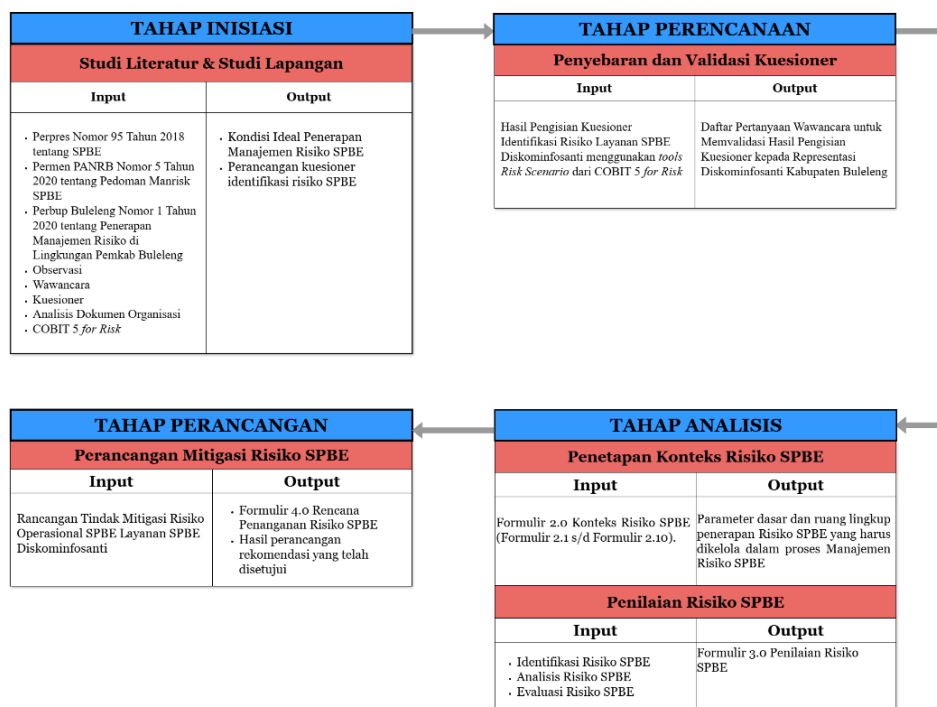 TAHAP INISIASI
Studi Literatur & Studi Lapangan
Input
Output
• Perpres Nomor 95 Tahun 2018
tentang SPBE
• Permen PANRB Nomor 5 Tahun
2020 tentang Pedoman Manrisk
SPBE
• Perbup Buleleng Nomor 1 Tahun
2020 tentang Penerapan
Manajemen Risiko di
Lingkungan Pemkab Buleleng
• Observasi
• Wawancara
• Kuesioner
• Analisis Dokumen Organisasi
• COBIT 5 for Risk
• Kondisi Ideal Penerapan
Manajemen Risiko SPBE
• Perancangan kuesioner
identifikasi risiko SPBE
TAHAP PERENCANAAN
Penyebaran dan Validasi Kuesioner
Input
Output
Hasil Pengisian Kuesioner
Identifikasi Risiko Layanan SPBE
Diskominfosanti menggunakan tools
Risk Scenario dari COBIT 5 for Risk
Daftar Pertanyaan Wawancara untuk
Memvalidasi Hasil Pengisian
Kuesioner kepada Representasi
Diskominfosanti Kabupaten Buleleng
TAHAP PERANCANGAN
Perancangan Mitigasi Risiko SPBE
Input
Output
Rancangan Tindak Mitigasi Risiko
Operasional SPBE Layanan SPBE
Diskominfosanti
• Formulir 4.0 Rencana
Penanganan Risiko SPBE
• Hasil perancangan
rekomendasi yang telah
disetujui
TAHAP ANALISIS
Penetapan Konteks Risiko SPBE
Input
Output
Formulir 2.0 Konteks Risiko SPBE
(Formulir 2.1 s/d Formulir 2.10).
Parameter dasar dan ruang lingkup
penerapan Risiko SPBE yang harus
dikelola dalam proses Manajemen
Risiko SPBE
Penilaian Risiko SPBE
Input
Output
• Identifikasi Risiko SPBE
• Analisis Risiko SPBE
• Evaluasi Risiko SPBE
Formulir 3.0 Penilaian Risiko
SPBE